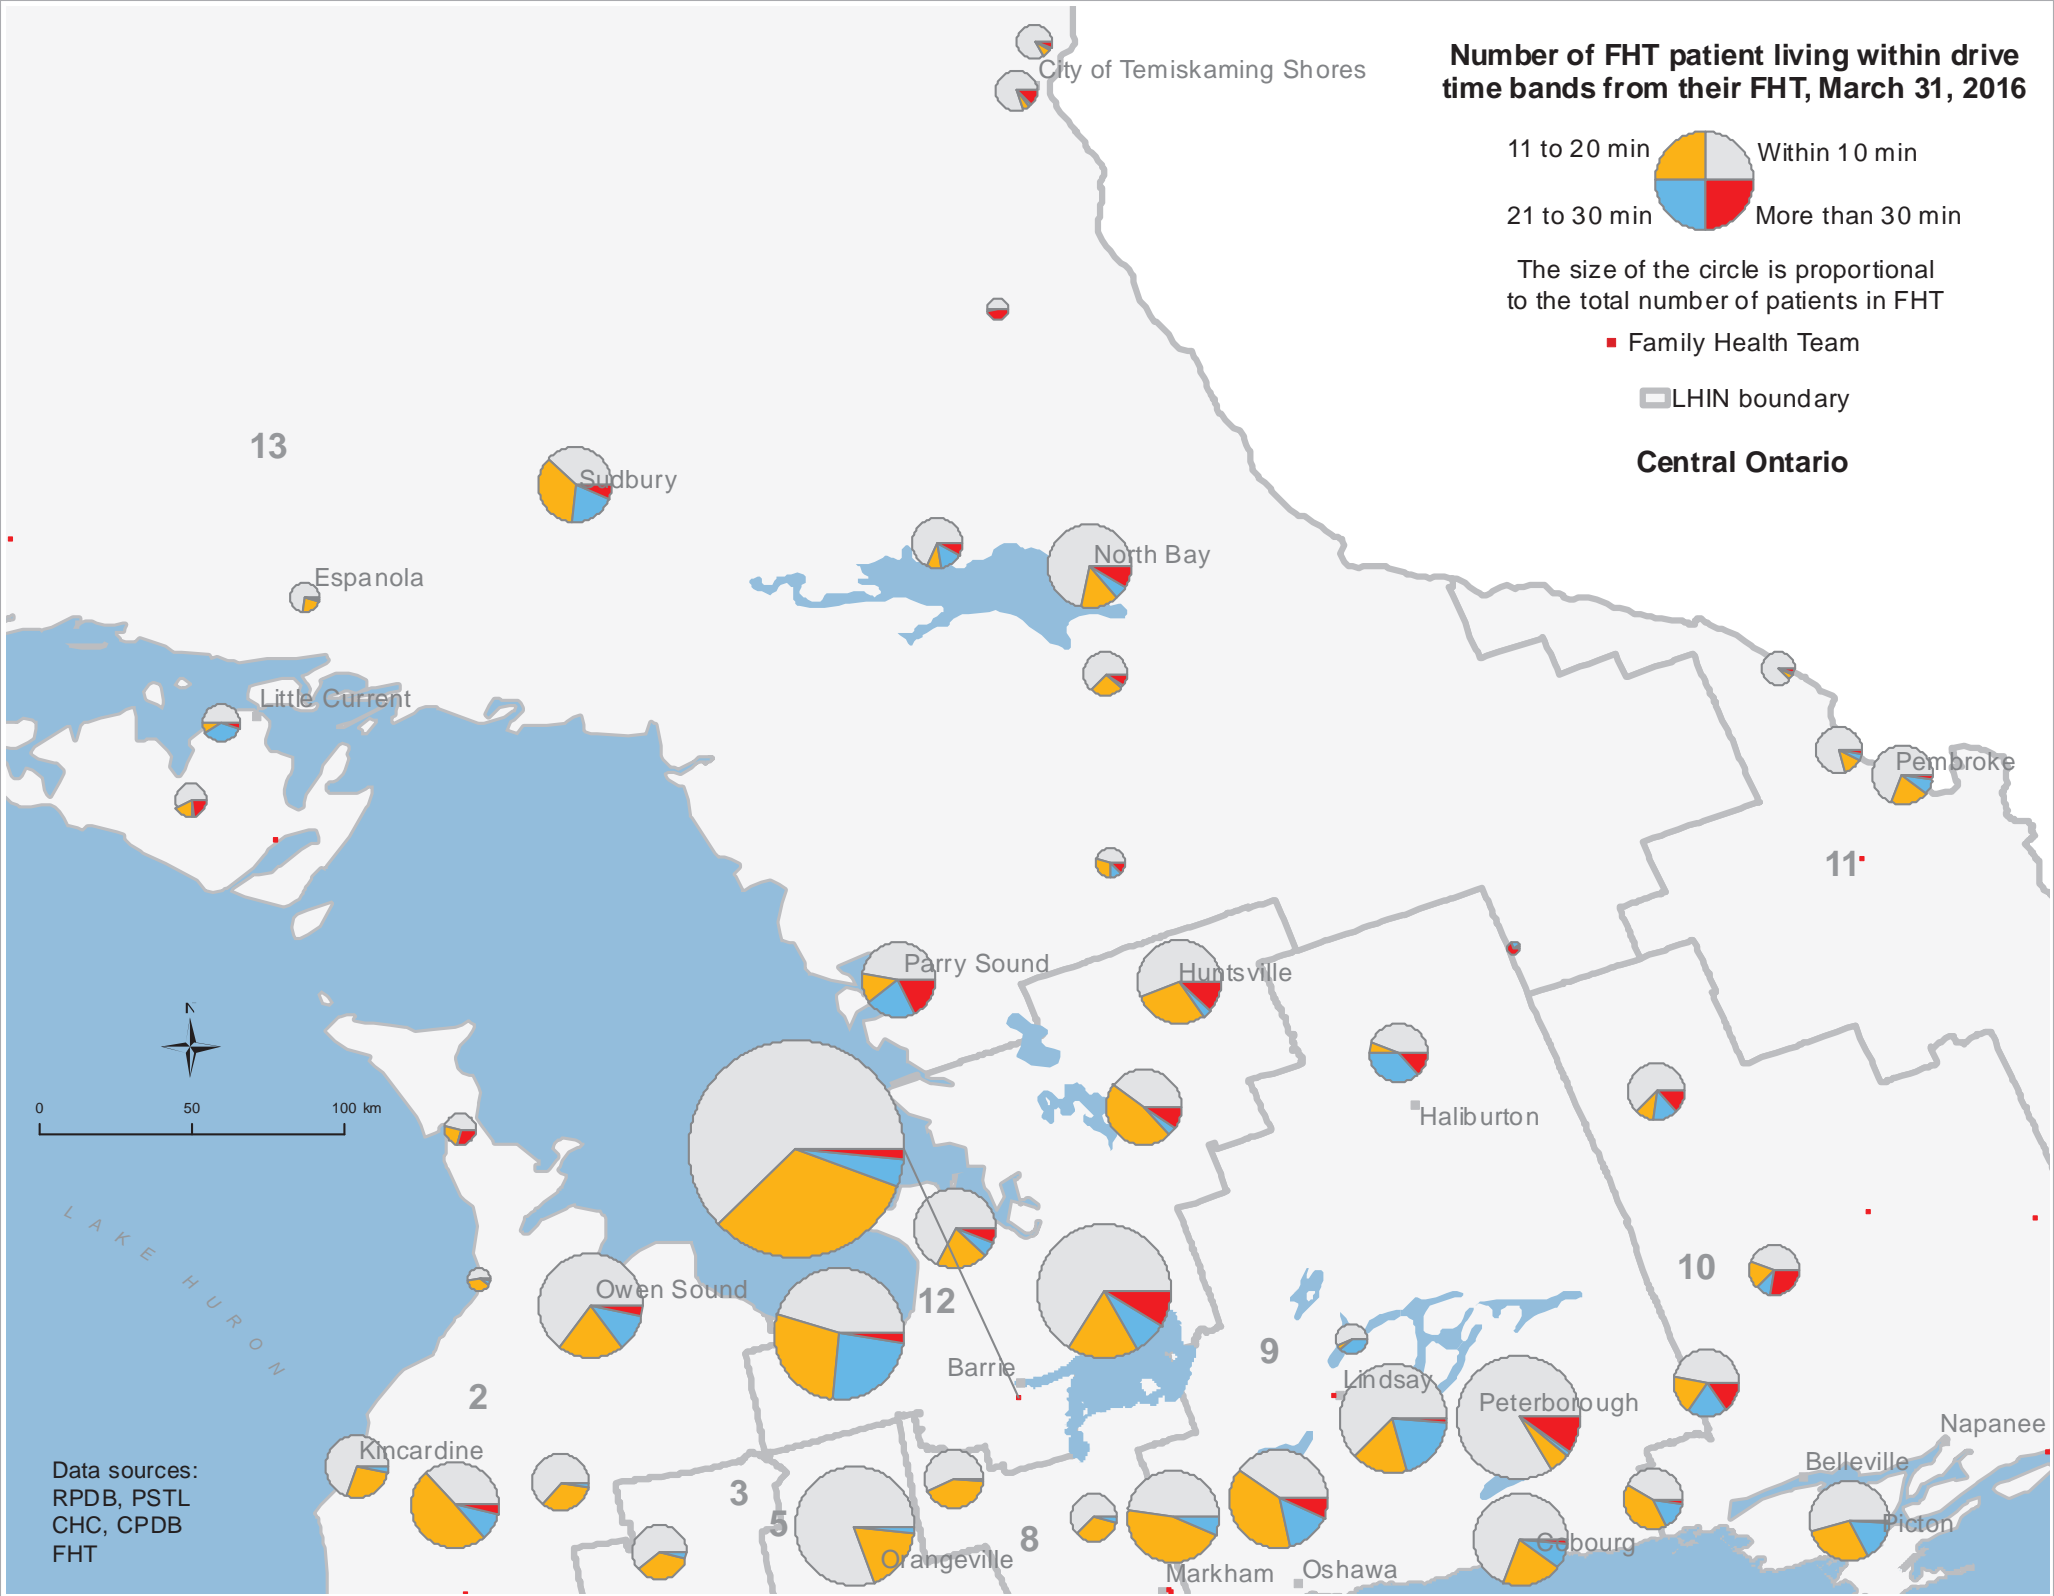 Number of FHT patient living within drive
time bands from their FHT, March 31, 2016
11 to 20 min
Within 10 min
21 to 30 min
More than 30 min
The size of the circle is proportional
to the total number of patients in FHT
Family Health Team
LHIN boundary
Central Ontario
City of Temiskaming Shores
13
Sudbury
North Bay
Espanola
Little Current
Pembroke
11
Parry Sound
Huntsville
N
0 50 100 km
Haliburton
LAKE HURON
10
Owen Sound
12
9
Barrie
Lindsay
2
Peterborough
Napanee
Kincardine
Belleville
3
5
8
Picton
Cobourg
Orangeville
Markham
Oshawa
Data sources:
RPDB, PSTL
CHC, CPDB
FHT